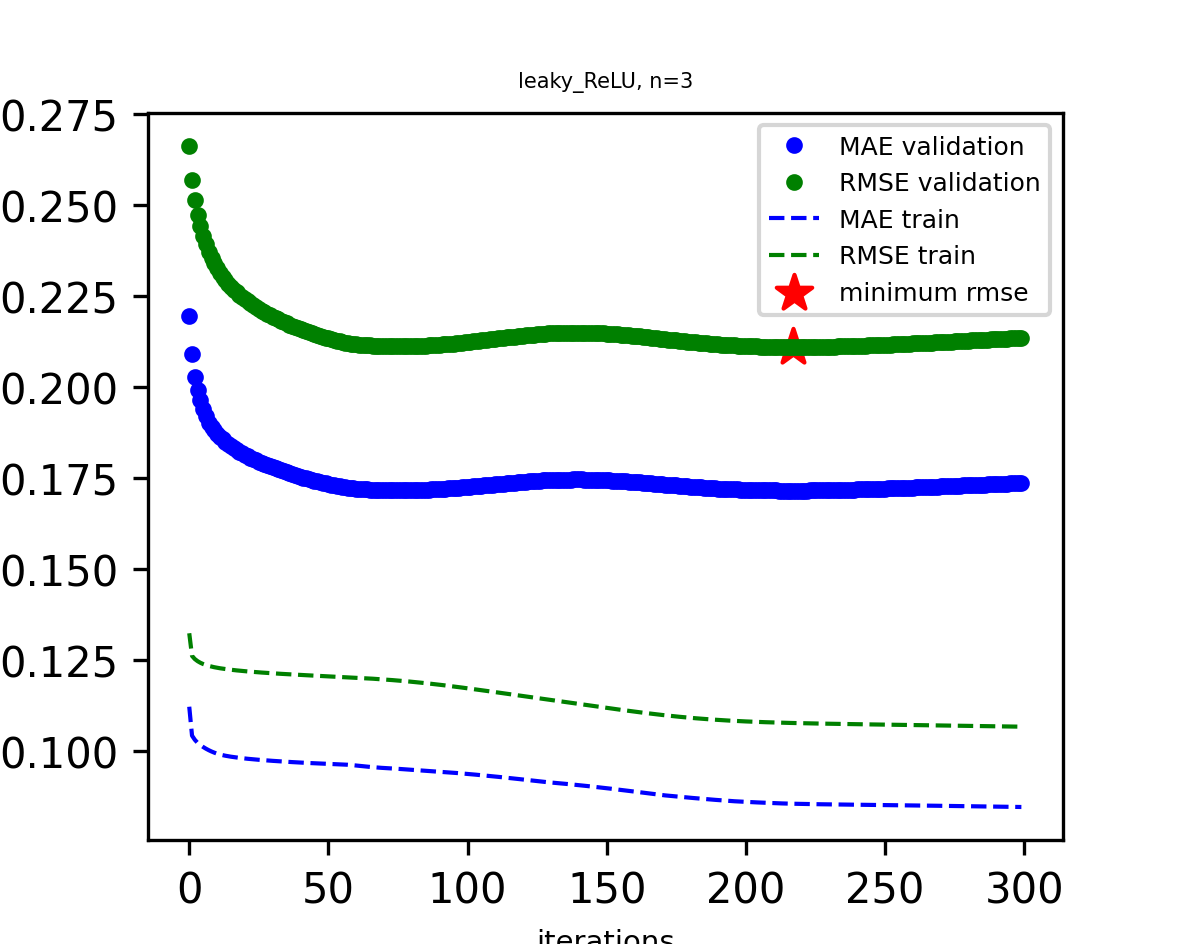 leaky_ReLU, n=3
0.275
0.250
0.225
0.200
0.175
0.150
0.125
0.100
MAE validation
RMSE validation
MAE train
RMSE train
minimum rmse
0 50 100 150 200 250 300
iterations